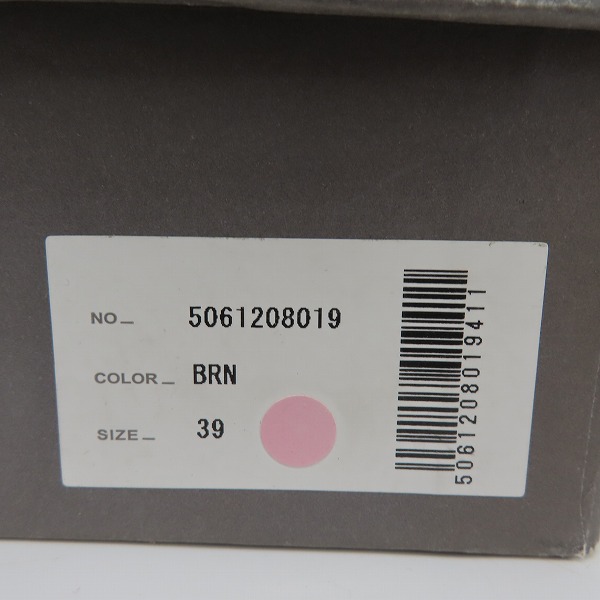 NO_ 5061208019
COLOR_ BRN
SIZE_ 39
5061208019411